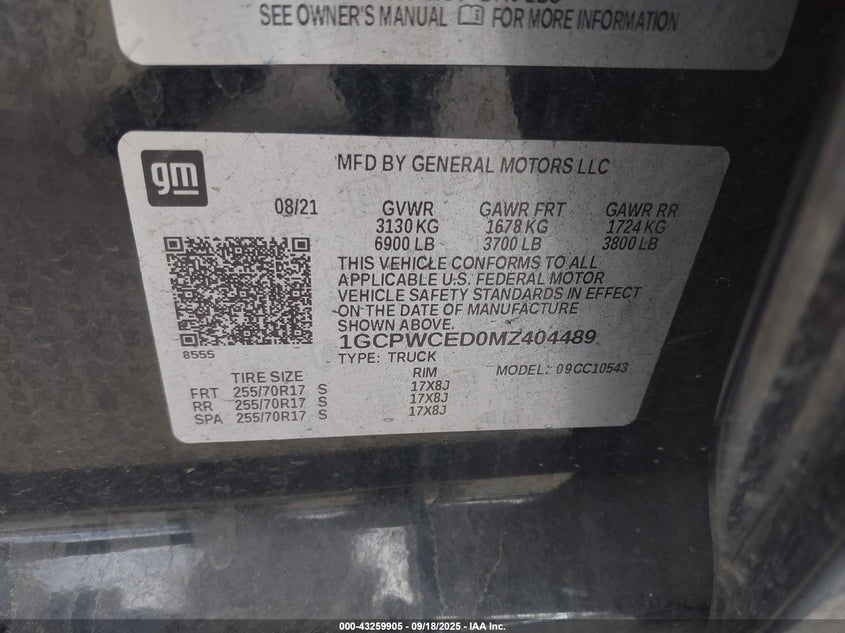 SEE OWNER'S MANUAL FOR MORE INFORMATION
gm
MFD BY GENERAL MOTORS LLC
08/21 GVWR GAWR FRT GAWR RR
3130 KG 1678 KG 1724 KG
6900 LB 3700 LB 3800 LB
THIS VEHICLE CONFORMS TO ALL
APPLICABLE U.S. FEDERAL MOTOR
VEHICLE SAFETY STANDARDS IN EFFECT
ON THE DATE OF MANUFACTURE
SHOWN ABOVE.
1GCPWCED0MZ404489
8555
TYPE: TRUCK
MODEL: 09CC10543
TIRE SIZE RIM
FRT 255/70R17 S 17X8J
RR 255/70R17 S 17X8J
SPA 255/70R17 S 17X8J
000-43259905 - 09/18/2025 - IAA Inc.